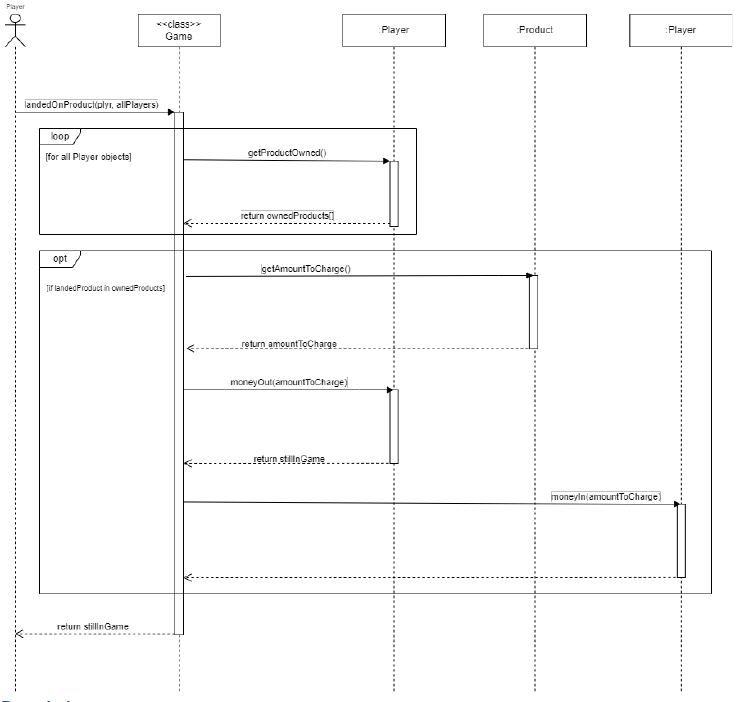 Player
<<class>>
Game
:Player
:Product
:Player
landedOnProduct(plyr, allPlayers)
loop
[for all Player objects]
getProductOwned()
return ownedProducts[]
opt
getAmountToCharge()
[if landedProduct in ownedProducts]
return amountToCharge
moneyOut(amountToCharge)
return stillInGame
moneyIn(amountToCharge)
return stillInGame